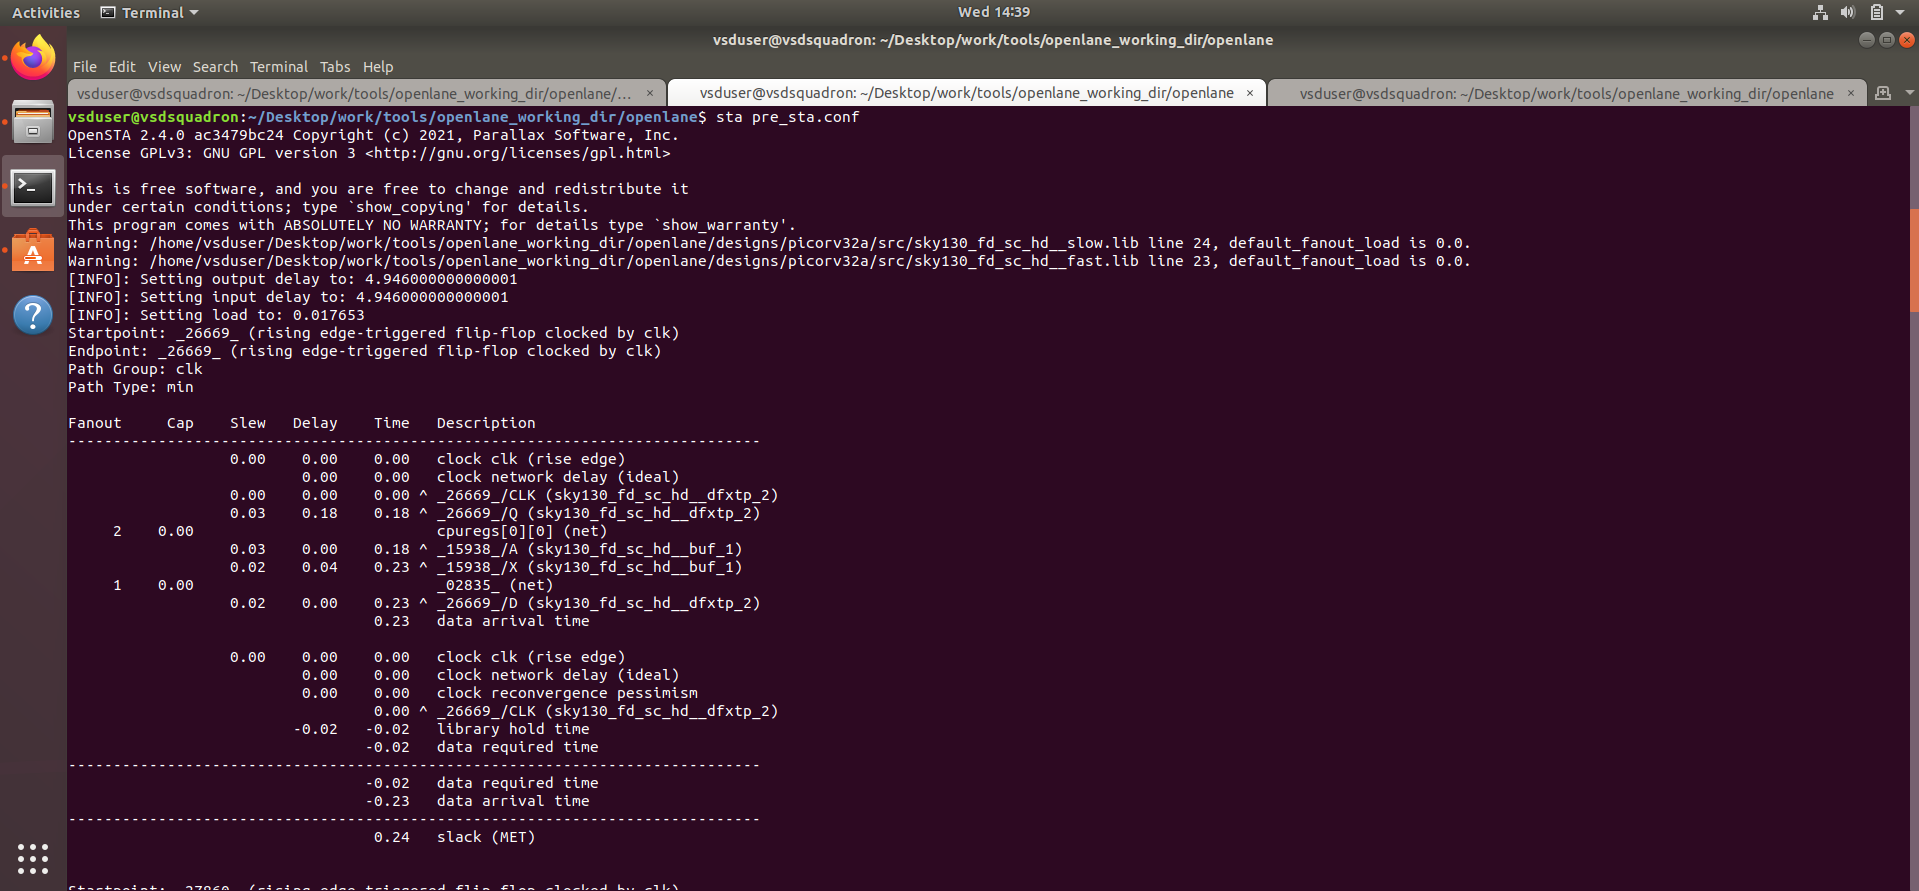 Activities Terminal Wed 14:39
vsduser@vsdsquadron: ~/Desktop/work/tools/openlane_working_dir/openlane
File Edit View Search Terminal Tabs Help
vsduser@vsdsquadron: ~/Desktop/work/tools/openlane_working_dir/openlane/... × vsduser@vsdsquadron: ~/Desktop/work/tools/openlane_working_dir/openlane × vsduser@vsdsquadron: ~/Desktop/work/tools/openlane_working_dir/openlane ×
vsduser@vsdsquadron:~/Desktop/work/tools/openlane_working_dir/openlane$ sta pre_sta.conf
OpenSTA 2.4.0 ac3479bc24 Copyright (c) 2021, Parallax Software, Inc.
License GPLv3: GNU GPL version 3 <http://gnu.org/licenses/gpl.html>

This is free software, and you are free to change and redistribute it
under certain conditions; type `show_copying' for details.
This program comes with ABSOLUTELY NO WARRANTY; for details type `show_warranty'.
Warning: /home/vsduser/Desktop/work/tools/openlane_working_dir/openlane/designs/picorv32a/src/sky130_fd_sc_hd__slow.lib line 24, default_fanout_load is 0.0.
Warning: /home/vsduser/Desktop/work/tools/openlane_working_dir/openlane/designs/picorv32a/src/sky130_fd_sc_hd__fast.lib line 23, default_fanout_load is 0.0.
[INFO]: Setting output delay to: 4.946000000000001
[INFO]: Setting input delay to: 4.946000000000001
[INFO]: Setting load to: 0.017653
Startpoint: _26669_ (rising edge-triggered flip-flop clocked by clk)
Endpoint: _26669_ (rising edge-triggered flip-flop clocked by clk)
Path Group: clk
Path Type: min

Fanout     Cap    Slew   Delay    Time   Description
-----------------------------------------------------------------------------
                  0.00    0.00    0.00   clock clk (rise edge)
                          0.00    0.00   clock network delay (ideal)
                  0.00    0.00    0.00 ^ _26669_/CLK (sky130_fd_sc_hd__dfxtp_2)
                  0.03    0.18    0.18 ^ _26669_/Q (sky130_fd_sc_hd__dfxtp_2)
     2    0.00                           cpuregs[0][0] (net)
                  0.03    0.00    0.18 ^ _15938_/A (sky130_fd_sc_hd__buf_1)
                  0.02    0.04    0.23 ^ _15938_/X (sky130_fd_sc_hd__buf_1)
     1    0.00                           _02835_ (net)
                  0.02    0.00    0.23 ^ _26669_/D (sky130_fd_sc_hd__dfxtp_2)
                                  0.23   data arrival time

                  0.00    0.00    0.00   clock clk (rise edge)
                          0.00    0.00   clock network delay (ideal)
                          0.00    0.00   clock reconvergence pessimism
                                  0.00 ^ _26669_/CLK (sky130_fd_sc_hd__dfxtp_2)
                         -0.02   -0.02   library hold time
                                 -0.02   data required time
-----------------------------------------------------------------------------
                                 -0.02   data required time
                                 -0.23   data arrival time
-----------------------------------------------------------------------------
                                  0.24   slack (MET)

Startpoint: _27860_ (rising edge-triggered flip-flop clocked by clk)